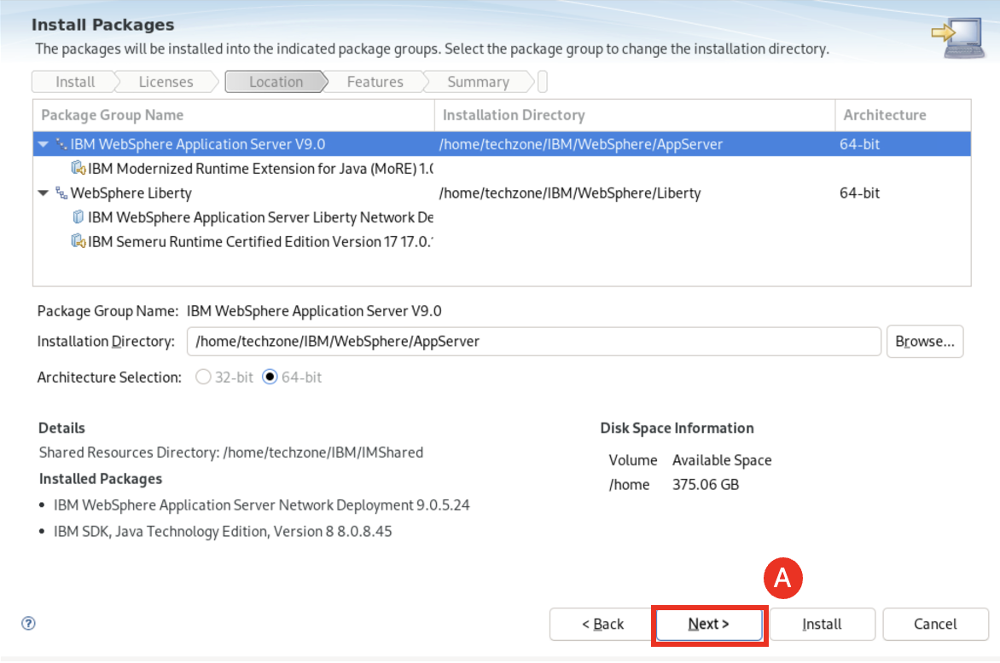 Install Packages
The packages will be installed into the indicated package groups. Select the package group to change the installation directory.
Install Licenses Location Features Summary
Package Group Name Installation Directory Architecture
IBM WebSphere Application Server V9.0 /home/techzone/IBM/WebSphere/AppServer 64-bit
IBM Modernized Runtime Extension for Java (MoRE) 1.0
WebSphere Liberty /home/techzone/IBM/WebSphere/Liberty 64-bit
IBM WebSphere Application Server Liberty Network De
IBM Semeru Runtime Certified Edition Version 17 17.0.
Package Group Name: IBM WebSphere Application Server V9.0
Installation Directory: /home/techzone/IBM/WebSphere/AppServer Browse...
Architecture Selection: 32-bit 64-bit
Details Disk Space Information
Shared Resources Directory: /home/techzone/IBM/IMShared Volume Available Space
Installed Packages /home 375.06 GB
• IBM WebSphere Application Server Network Deployment 9.0.5.24
• IBM SDK, Java Technology Edition, Version 8 8.0.8.45
A
? < Back Next > Install Cancel